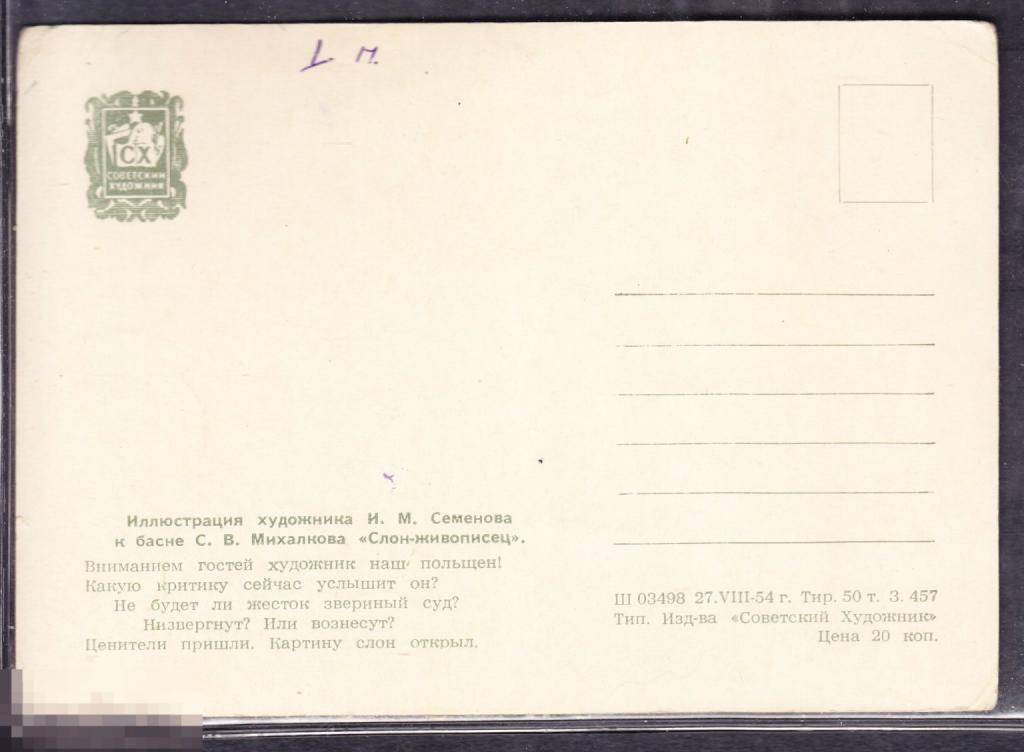 1 п.
СХ
СОВЕТСКИЙ
ХУДОЖНИК
Иллюстрация художника И. М. Семенова
к басне С. В. Михалкова «Слон-живописец».
Вниманием гостей художник наш польщен!
Какую критику сейчас услышит он?
Не будет ли жесток звериный суд?
Низвергнут? Или вознесут?
Ценители пришли. Картину слон открыл.
Ш 03498 27.VIII-54 г. Тир. 50 т. З. 457
Тип. Изд-ва «Советский Художник»
Цена 20 коп.